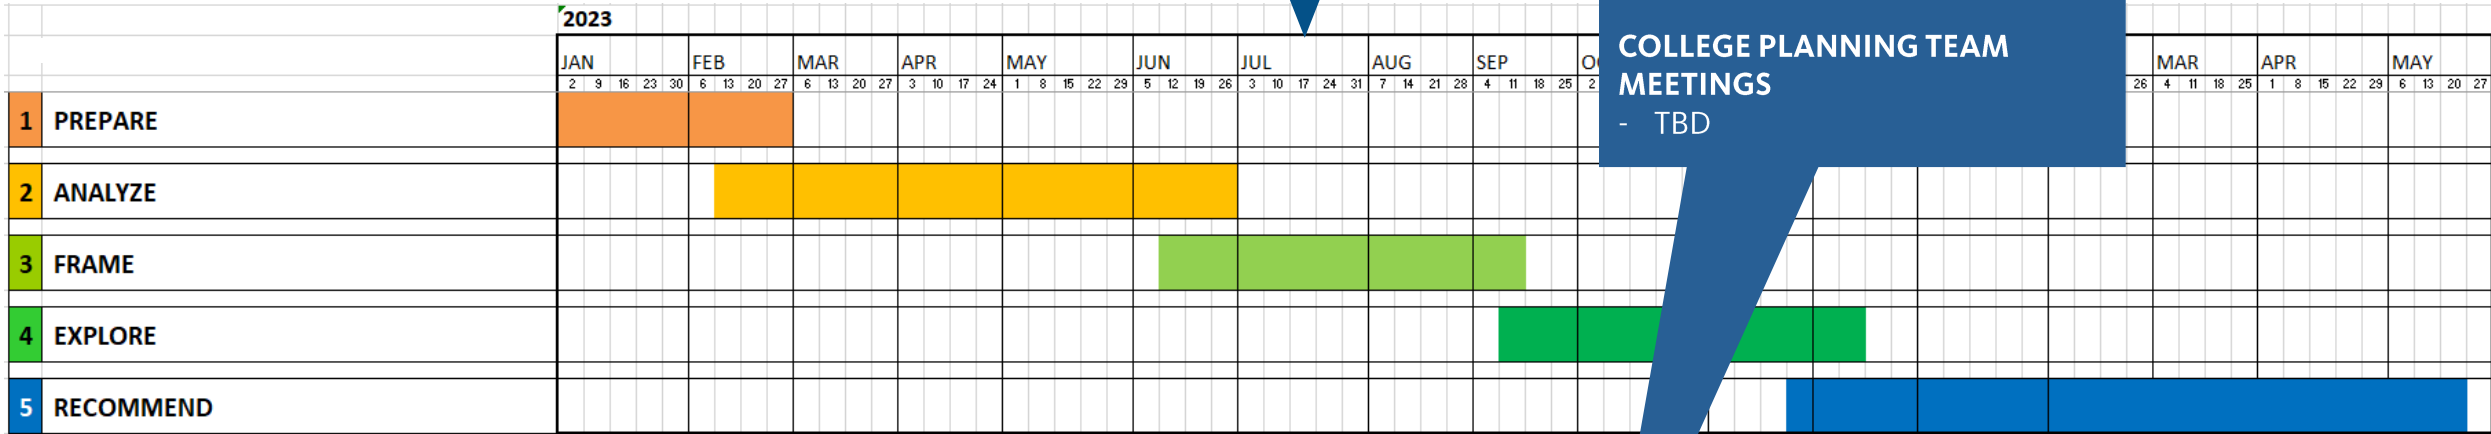 2023
JAN FEB MAR APR MAY JUN JUL AUG SEP MAR APR MAY
2 9 16 23 30 6 13 20 27 6 13 20 27 3 10 17 24 1 8 15 22 29 5 12 19 26 3 10 17 24 31 7 14 21 28 4 11 18 25 2 26 4 11 18 25 1 8 15 22 29 6 13 20 27
COLLEGE PLANNING TEAM
MEETINGS
- TBD
1 PREPARE
2 ANALYZE
3 FRAME
4 EXPLORE
5 RECOMMEND